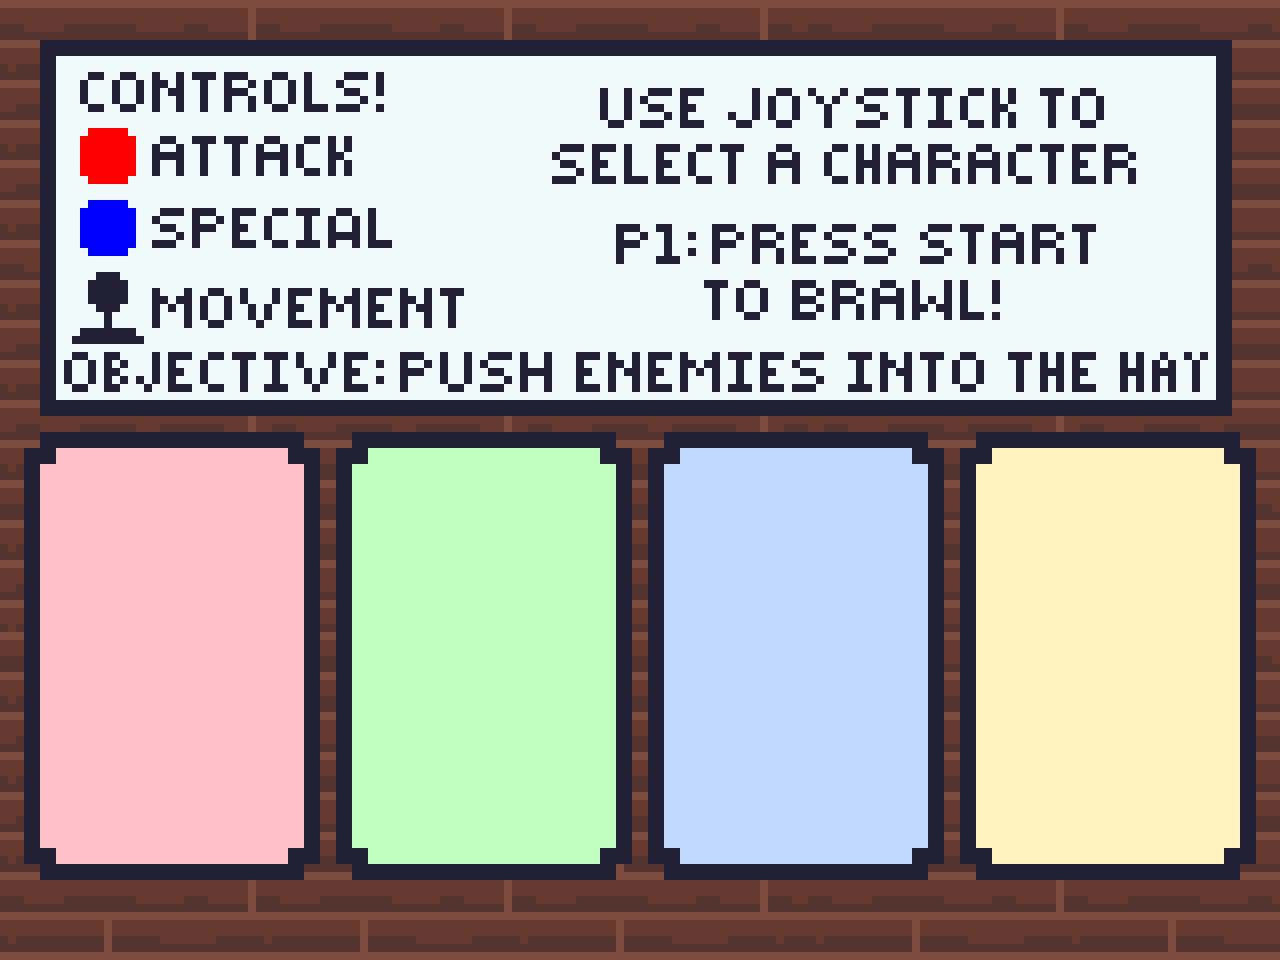 CONTROLS!
ATTACK
SPECIAL
MOVEMENT
USE JOYSTICK TO
SELECT A CHARACTER
P1:PRESS START
TO BRAWL!
OBJECTIVE:PUSH ENEMIES INTO THE HAY